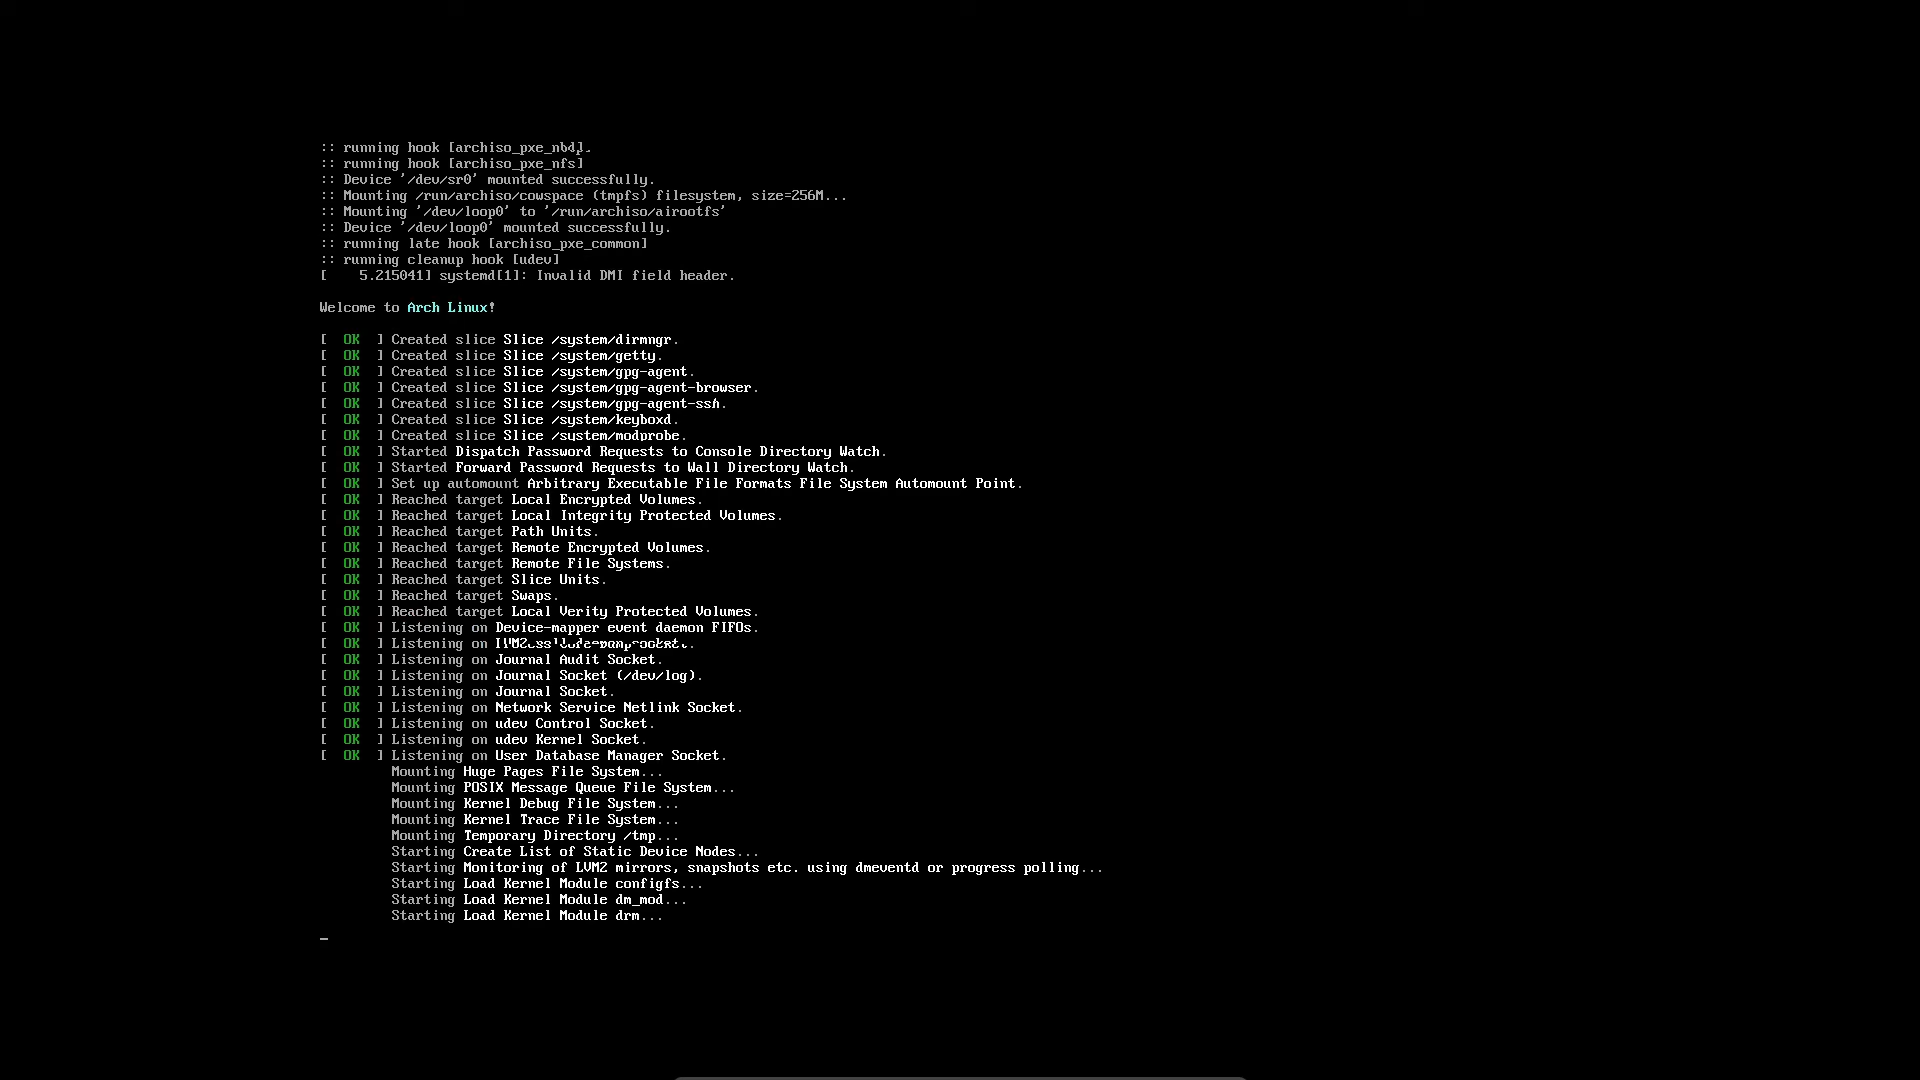 :: running hook [archiso_pxe_nbd].
:: running hook [archiso_pxe_nfs]
:: Device '/dev/sr0' mounted successfully.
:: Mounting /run/archiso/cowspace (tmpfs) filesystem, size=256M...
:: Mounting '/dev/loop0' to '/run/archiso/airootfs'
:: Device '/dev/loop0' mounted successfully.
:: running late hook [archiso_pxe_common]
:: running cleanup hook [udev]
[    5.215041] systemd[1]: Invalid DMI field header.
Welcome to Arch Linux!
[  OK  ] Created slice Slice /system/dirmngr.
[  OK  ] Created slice Slice /system/getty.
[  OK  ] Created slice Slice /system/gpg-agent.
[  OK  ] Created slice Slice /system/gpg-agent-browser.
[  OK  ] Created slice Slice /system/gpg-agent-ssh.
[  OK  ] Created slice Slice /system/keyboxd.
[  OK  ] Created slice Slice /system/modprobe.
[  OK  ] Started Dispatch Password Requests to Console Directory Watch.
[  OK  ] Started Forward Password Requests to Wall Directory Watch.
[  OK  ] Set up automount Arbitrary Executable File Formats File System Automount Point.
[  OK  ] Reached target Local Encrypted Volumes.
[  OK  ] Reached target Local Integrity Protected Volumes.
[  OK  ] Reached target Path Units.
[  OK  ] Reached target Remote Encrypted Volumes.
[  OK  ] Reached target Remote File Systems.
[  OK  ] Reached target Slice Units.
[  OK  ] Reached target Swaps.
[  OK  ] Reached target Local Verity Protected Volumes.
[  OK  ] Listening on Device-mapper event daemon FIFOs.
[  OK  ] Listening on
[  OK  ] Listening on Journal Audit Socket.
[  OK  ] Listening on Journal Socket (/dev/log).
[  OK  ] Listening on Journal Socket.
[  OK  ] Listening on Network Service Netlink Socket.
[  OK  ] Listening on udev Control Socket.
[  OK  ] Listening on udev Kernel Socket.
[  OK  ] Listening on User Database Manager Socket.
Mounting Huge Pages File System...
Mounting POSIX Message Queue File System...
Mounting Kernel Debug File System...
Mounting Kernel Trace File System...
Mounting Temporary Directory /tmp...
Starting Create List of Static Device Nodes...
Starting Monitoring of LVM2 mirrors, snapshots etc. using dmeventd or progress polling...
Starting Load Kernel Module configfs...
Starting Load Kernel Module dm_mod...
Starting Load Kernel Module drm...